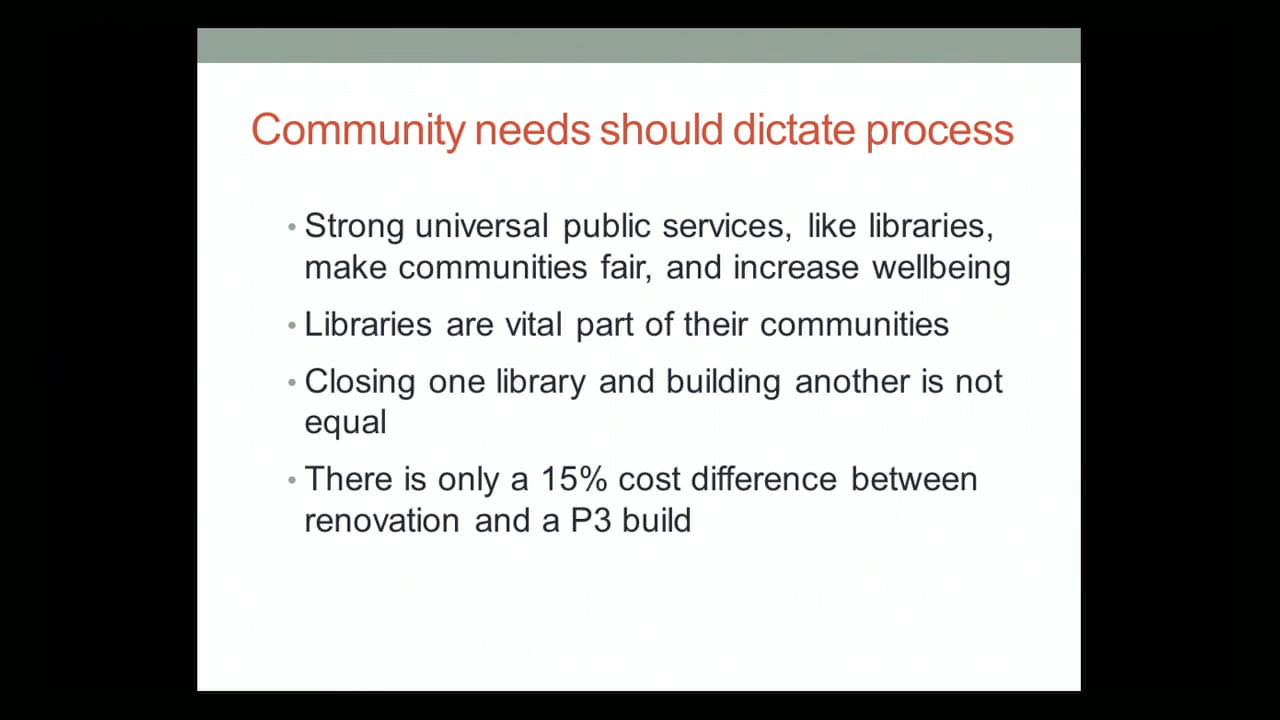 Community needs should dictate process
• Strong universal public services, like libraries,
make communities fair, and increase wellbeing
• Libraries are vital part of their communities
• Closing one library and building another is not
equal
• There is only a 15% cost difference between
renovation and a P3 build